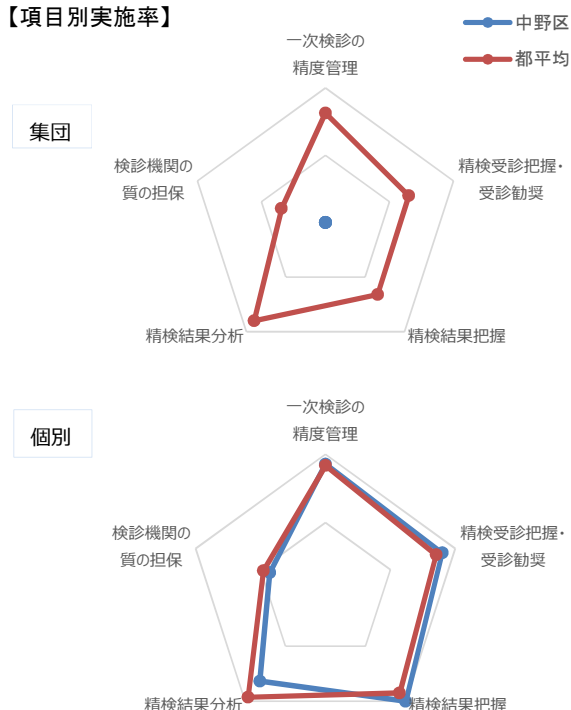 【項目別実施率】
中野区
都平均
集団
一次検診の
精度管理
精検受診把握・
受診勧奨
精検結果把握
精検結果分析
検診機関の
質の担保
個別
一次検診の
精度管理
精検受診把握・
受診勧奨
精検結果把握
精検結果分析
検診機関の
質の担保